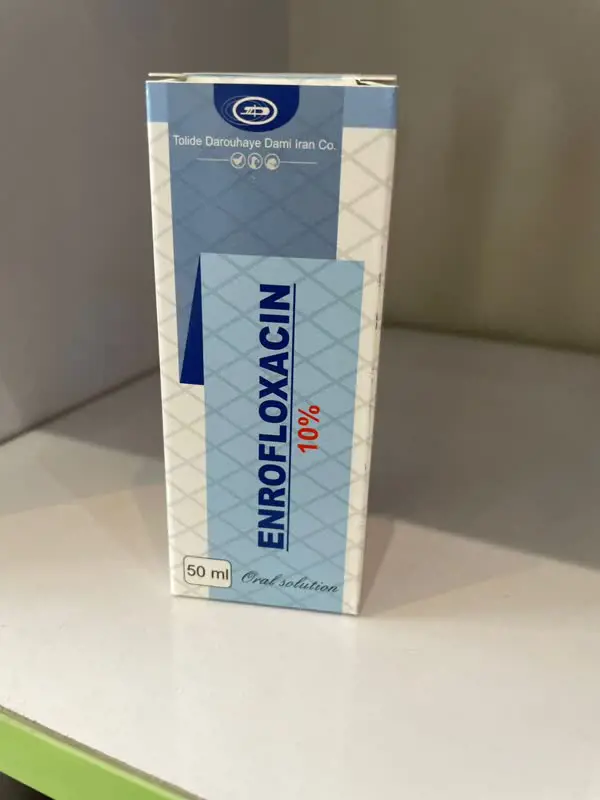 Tolide Darouhaye Dami Iran Co.
ENROFLOXACIN
10%
50 ml
Oral solution